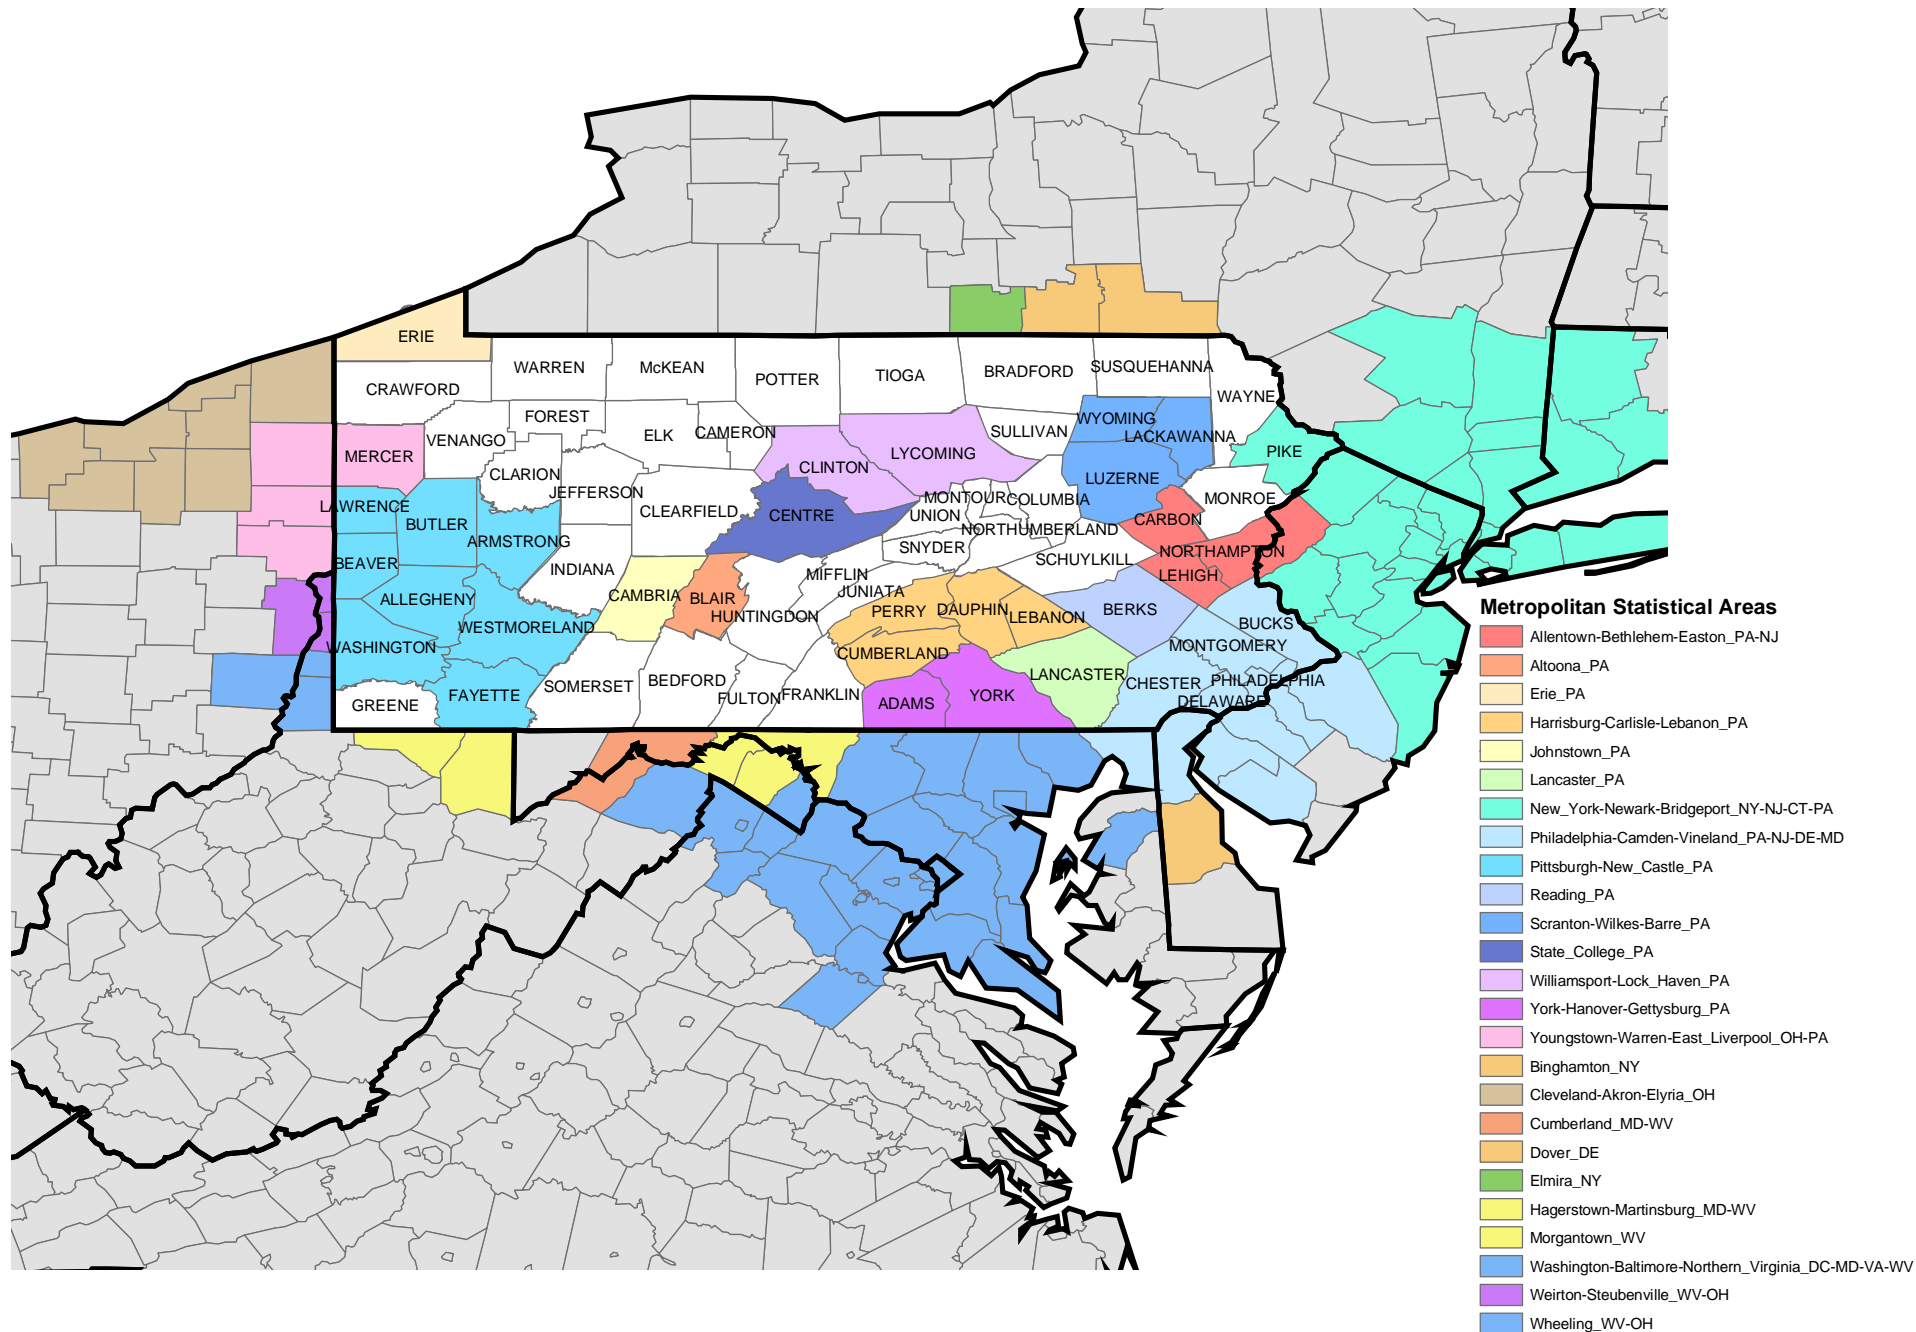 ERIE
WARREN
McKEAN
SUSQUEHANNA
CRAWFORD
POTTER
TIOGA
BRADFORD
WAYNE
FOREST
WYOMING
VENANGO
ELK
CAMERON
SULLIVAN
LACKAWANNA
MERCER
CLINTON
LYCOMING
PIKE
CLARION
JEFFERSON
LUZERNE
LAWRENCE
BUTLER
CLEARFIELD
CENTRE
MONTOUR
COLUMBIA
MONROE
UNION
CARBON
ARMSTRONG
NORTHUMBERLAND
SNYDER
NORTHAMPTON
BEAVER
INDIANA
MIFFLIN
SCHUYLKILL
LEHIGH
ALLEGHENY
CAMBRIA
BLAIR
JUNIATA
HUNTINGDON
PERRY
DAUPHIN
LEBANON
BERKS
WESTMORELAND
BUCKS
WASHINGTON
CUMBERLAND
MONTGOMERY
SOMERSET
BEDFORD
LANCASTER
CHESTER
PHILADELPHIA
GREENE
FAYETTE
FULTON
FRANKLIN
ADAMS
YORK
DELAWARE
Metropolitan Statistical Areas
Allentown-Bethlehem-Easton_PA-NJ
Altoona_PA
Erie_PA
Harrisburg-Carlisle-Lebanon_PA
Johnstown_PA
Lancaster_PA
New_York-Newark-Bridgeport_NY-NJ-CT-PA
Philadelphia-Camden-Vineland_PA-NJ-DE-MD
Pittsburgh-New_Castle_PA
Reading_PA
Scranton-Wilkes-Barre_PA
State_College_PA
Williamsport-Lock_Haven_PA
York-Hanover-Gettysburg_PA
Youngstown-Warren-East_Liverpool_OH-PA
Binghamton_NY
Cleveland-Akron-Elyria_OH
Cumberland_MD-WV
Dover_DE
Elmira_NY
Hagerstown-Martinsburg_MD-WV
Morgantown_WV
Washington-Baltimore-Northern_Virginia_DC-MD-VA-WV
Weirton-Steubenville_WV-OH
Wheeling_WV-OH